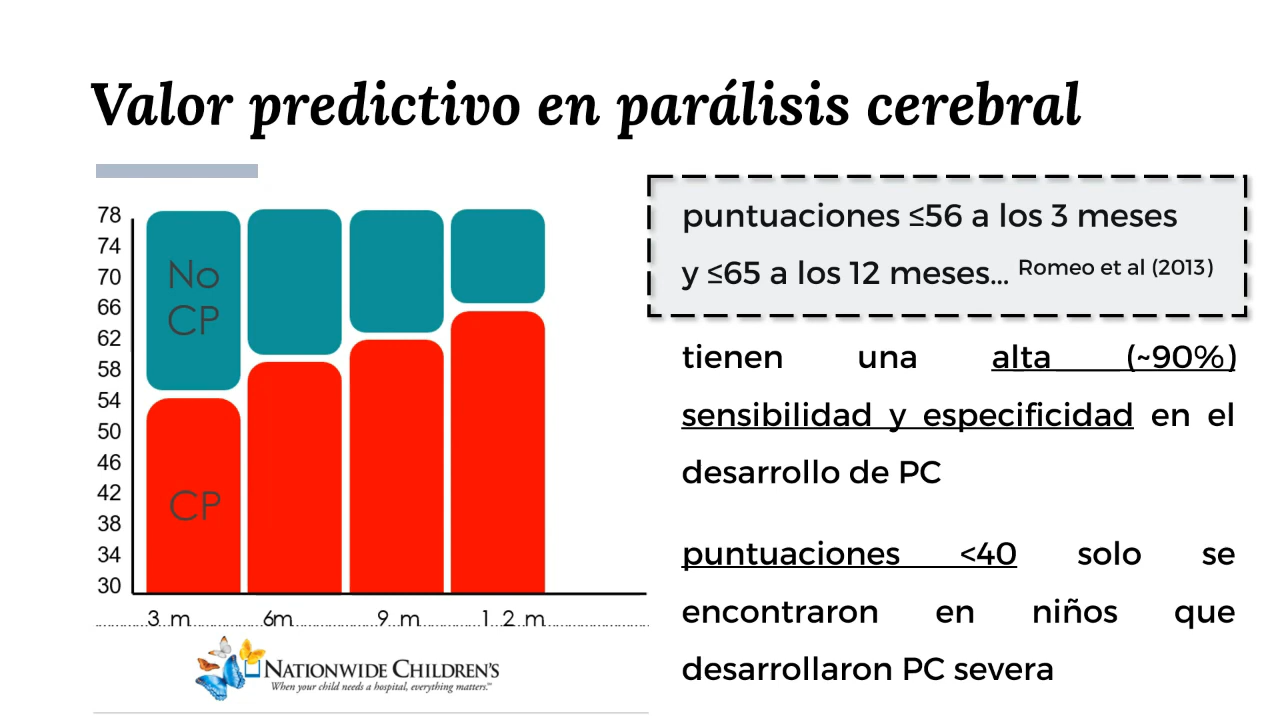 Valor predictivo en parálisis cerebral
78
74
70
66
62
58
54
50
46
42
38
34
30
No
CP
CP
3 m
6m
9 m
1 2 m
NATIONWIDE CHILDREN'S
When your child needs a hospital, everything matters.™
puntuaciones ≤56 a los 3 meses
y ≤65 a los 12 meses... Romeo et al (2013)
tienen una alta (~90%)
sensibilidad y especificidad en el
desarrollo de PC
puntuaciones <40 solo se
encontraron en niños que
desarrollaron PC severa